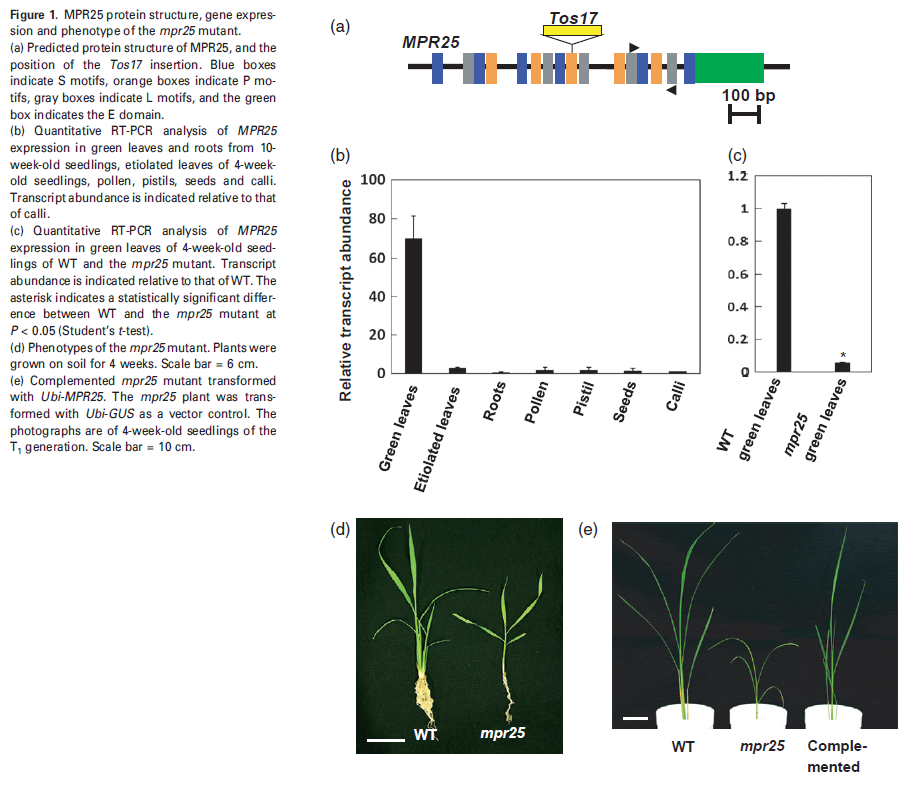 Figure 1. MPR25 protein structure, gene expres-
sion and phenotype of the mpr25 mutant.
(a) Predicted protein structure of MPR25, and the
position of the Tos17 insertion. Blue boxes
indicate S motifs, orange boxes indicate P mo-
tifs, gray boxes indicate L motifs, and the green
box indicates the E domain.
(b) Quantitative RT-PCR analysis of MPR25
expression in green leaves and roots from 10-
week-old seedlings, etiolated leaves of 4-week-
old seedlings, pollen, pistils, seeds and calli.
Transcript abundance is indicated relative to that
of calli.
(c) Quantitative RT-PCR analysis of MPR25
expression in green leaves of 4-week-old seed-
lings of WT and the mpr25 mutant. Transcript
abundance is indicated relative to that of WT. The
asterisk indicates a statistically significant differ-
ence between WT and the mpr25 mutant at
P < 0.05 (Student's t-test).
(d) Phenotypes of the mpr25 mutant. Plants were
grown on soil for 4 weeks. Scale bar = 6 cm.
(e) Complemented mpr25 mutant transformed
with Ubi-MPR25. The mpr25 plant was trans-
formed with Ubi-GUS as a vector control. The
photographs are of 4-week-old seedlings of the
T1 generation. Scale bar = 10 cm.
(a)
Tos17
MPR25
100 bp
(b)
Relative transcript abundance
100
80
60
40
20
0
Green leaves
Etiolated leaves
Roots
Pollen
Pistil
Seeds
Calli
(c)
1.2
1
0.8
0.6
0.4
0.2
0
*
WT
green leaves
mpr25
green leaves
(d)
WT
mpr25
(e)
WT
mpr25
Comple-
mented